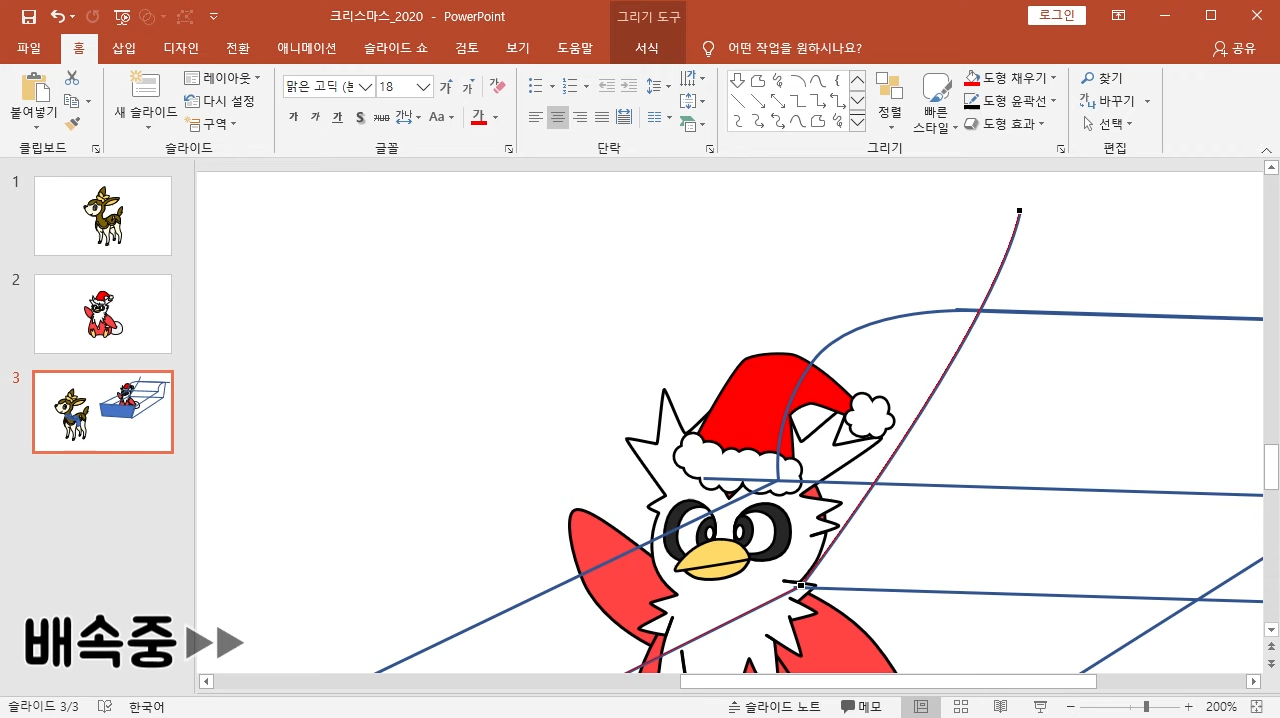 크리스마스_2020 - PowerPoint
그리기 도구
로그인
파일
홈
삽입
디자인
전환
애니메이션
슬라이드 쇼
검토
보기
도움말
서식
어떤 작업을 원하시나요?
공유
붙여넣기
클립보드
새 슬라이드
레이아웃
다시 설정
구역
슬라이드
맑은 고딕 (본
18
가 가
가 가 가 S abc 가나 Aa 가
글꼴
단락
정렬
빠른
스타일
도형 채우기
도형 윤곽선
도형 효과
그리기
찾기
바꾸기
선택
편집
1
2
3
배속중
슬라이드 3/3
한국어
슬라이드 노트
메모
200%